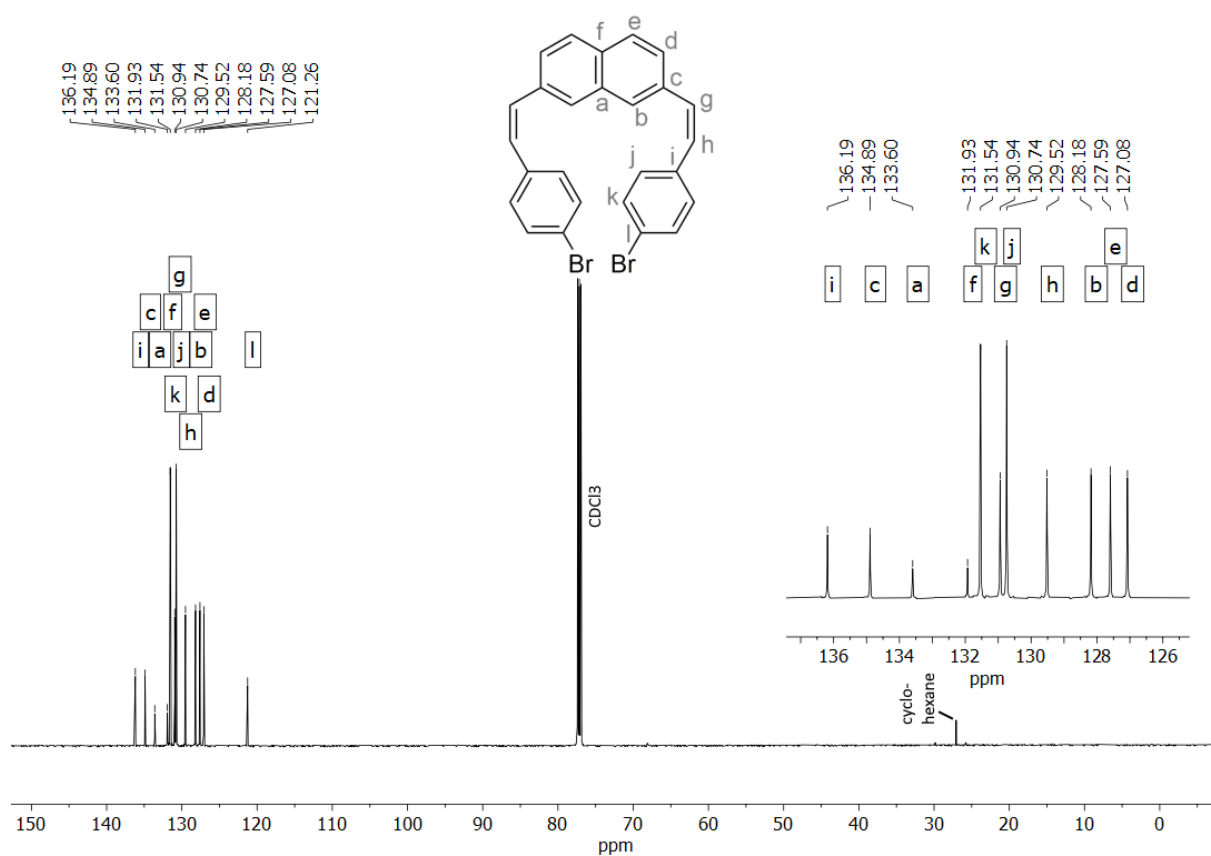 136.19
134.89
133.60
131.93
131.54
130.94
130.74
129.52
128.18
127.59
127.08
121.26
f
e
d
c
a
b
g
h
j
i
k
l
Br
Br
136.19
134.89
133.60
131.93
131.54
130.94
130.74
129.52
128.18
127.59
127.08
k
j
e
i
c
a
f
g
h
b
d
g
c
f
e
i
a
j
b
l
k
d
h
CDCl3
136 134 132 130 128 126
ppm
cyclo-
hexane
150 140 130 120 110 100 90 80 70 60 50 40 30 20 10 0
ppm